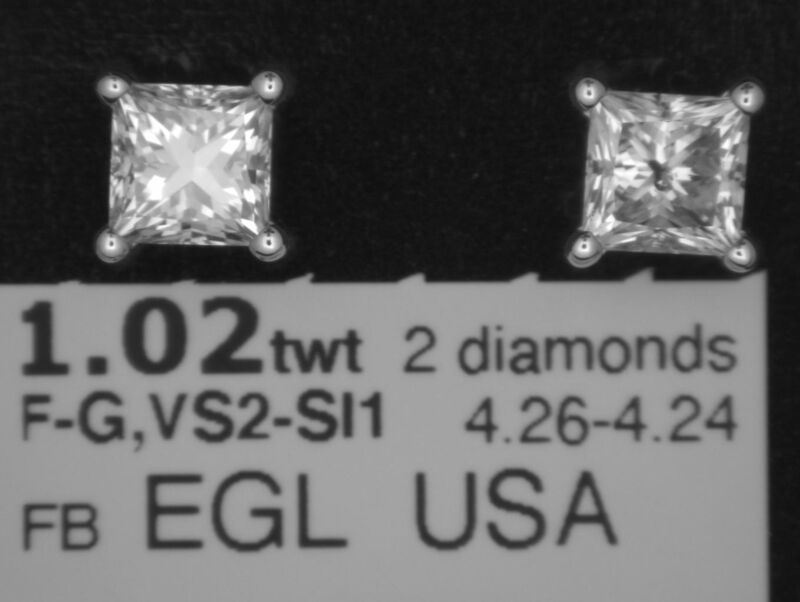 1.02twt 2 diamonds
F-G,VS2-SI1 4.26-4.24
FB EGL USA